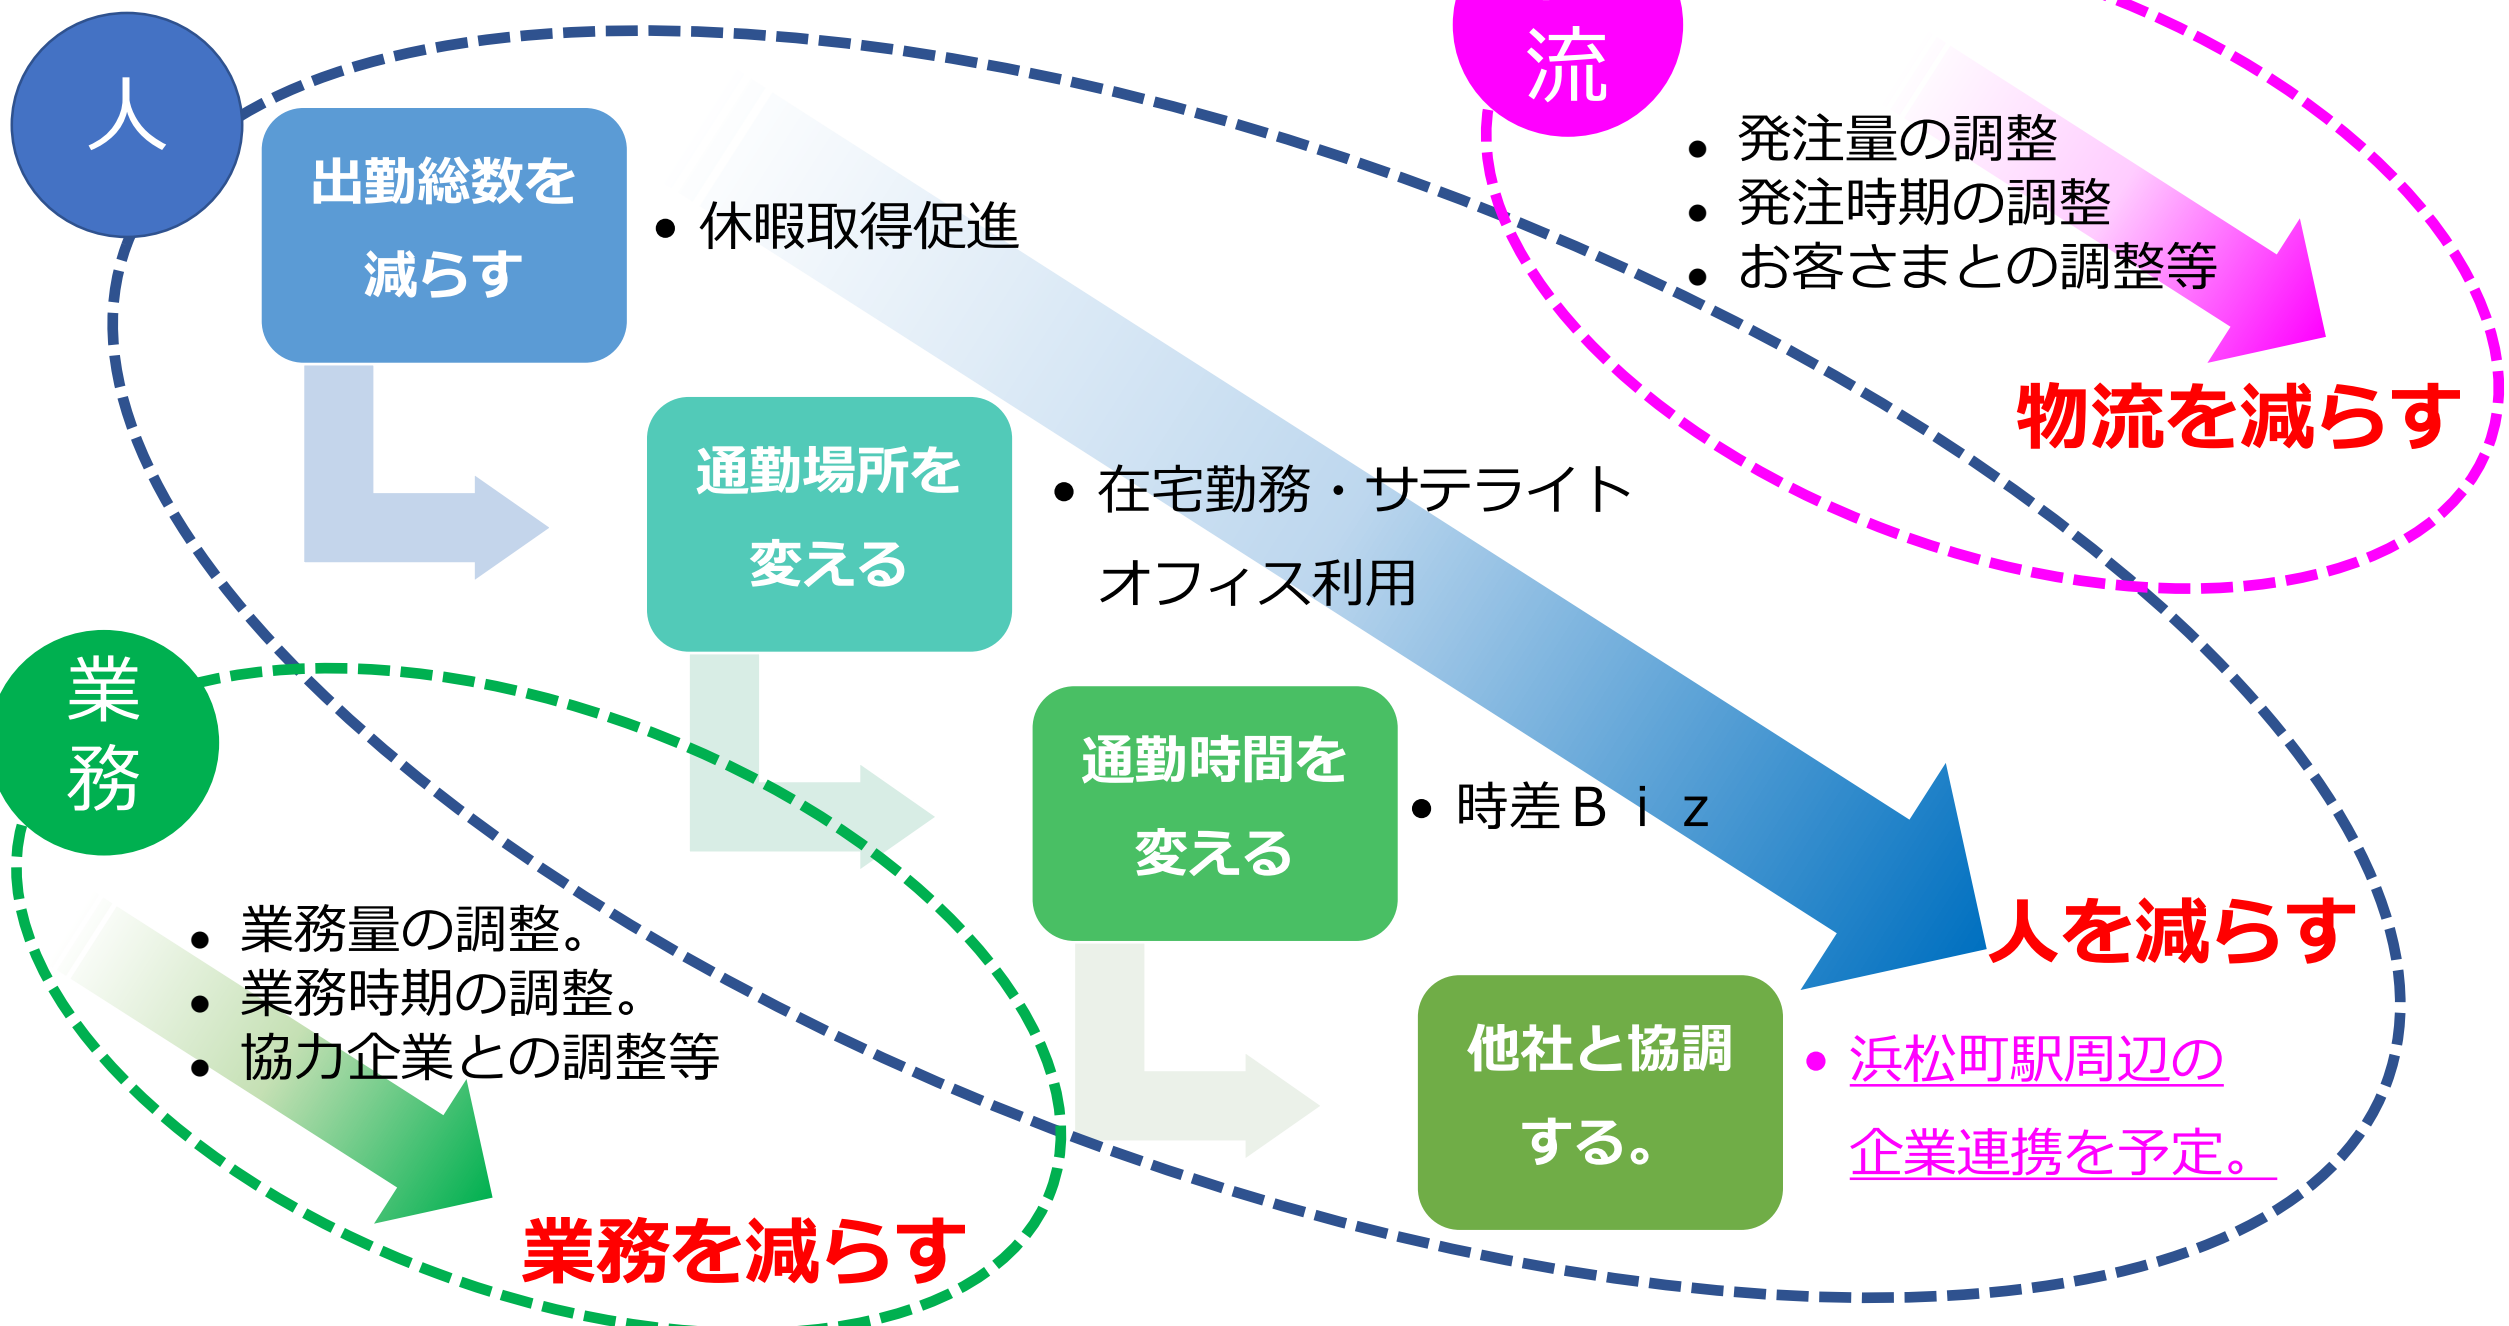 人
出勤総数を
減らす
・休暇取得促進
通勤場所を
変える
・在宅勤務・サテライト
オフィス利用
通勤時間を
変える
・時差Ｂｉｚ
他社と協調
する。
・浜松町駅周辺の
企業連携を予定。
人を減らす
流
・発注量の調整
・発注時期の調整
・お客さまとの調整等
物流を減らす
業
務
・業務量の調整。
・業務時期の調整。
・協力企業との調整等
業務を減らす